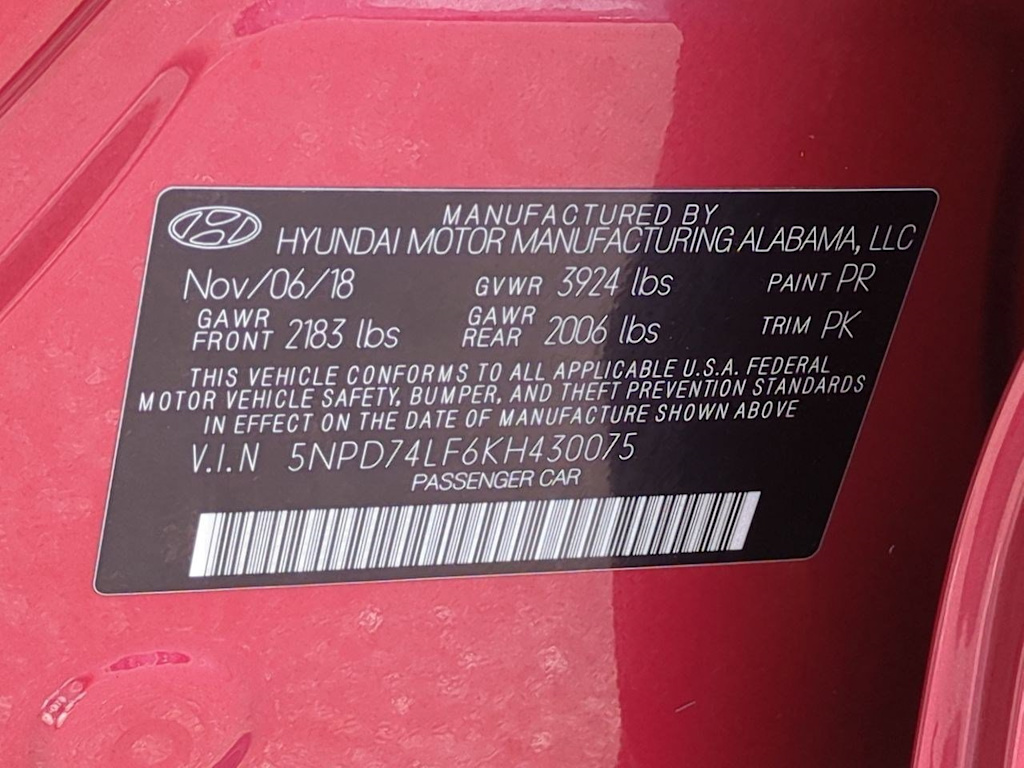 MANUFACTURED BY
HYUNDAI MOTOR MANUFACTURING ALABAMA, LLC
Nov/06/18 GVWR 3924 lbs PAINT PR
GAWR FRONT 2183 lbs GAWR REAR 2006 lbs TRIM PK
THIS VEHICLE CONFORMS TO ALL APPLICABLE U.S.A. FEDERAL
MOTOR VEHICLE SAFETY, BUMPER, AND THEFT PREVENTION STANDARDS
IN EFFECT ON THE DATE OF MANUFACTURE SHOWN ABOVE
V.I.N 5NPD74LF6KH430075
PASSENGER CAR